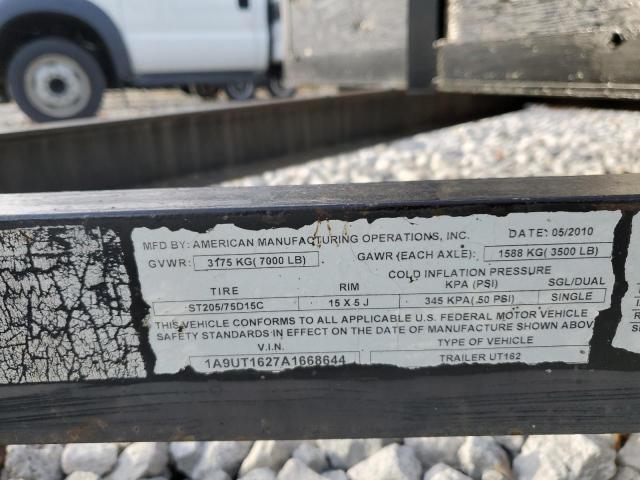 MFD BY: AMERICAN MANUFACTURING OPERATIONS, INC. DATE: 05/2010
GVWR: 3175 KG( 7000 LB) GAWR (EACH AXLE): 1588 KG( 3500 LB)
COLD INFLATION PRESSURE
TIRE RIM KPA (PSI) SGL/DUAL
ST205/75D15C 15 X 5 J 345 KPA( 50 PSI) SINGLE
THIS VEHICLE CONFORMS TO ALL APPLICABLE U.S. FEDERAL MOTOR VEHICLE
SAFETY STANDARDS IN EFFECT ON THE DATE OF MANUFACTURE SHOWN ABOV
V.I.N. TYPE OF VEHICLE
1A9UT1627A1668644 TRAILER UT162